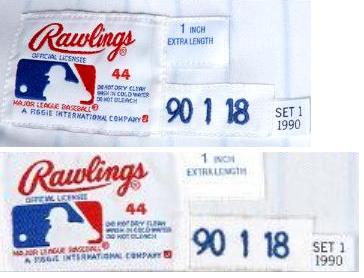 Rawlings
OFFICIAL LICENSEE
44
DO NOT DRY CLEAN
WASH IN COLD WATER
DO NOT BLEACH
MAJOR LEAGUE BASEBALL®
A FIGGIE INTERNATIONAL COMPANY
1 INCH
EXTRA LENGTH
90 1 18
SET 1
1990
Rawlings
OFFICIAL LICENSEE
44
DO NOT DRY CLEAN
WASH IN COLD WATER
DO NOT BLEACH
MAJOR LEAGUE BASEBALL®
A FIGGIE INTERNATIONAL COMPANY
1 INCH
EXTRA LENGTH
90 1 18
SET 1
1990